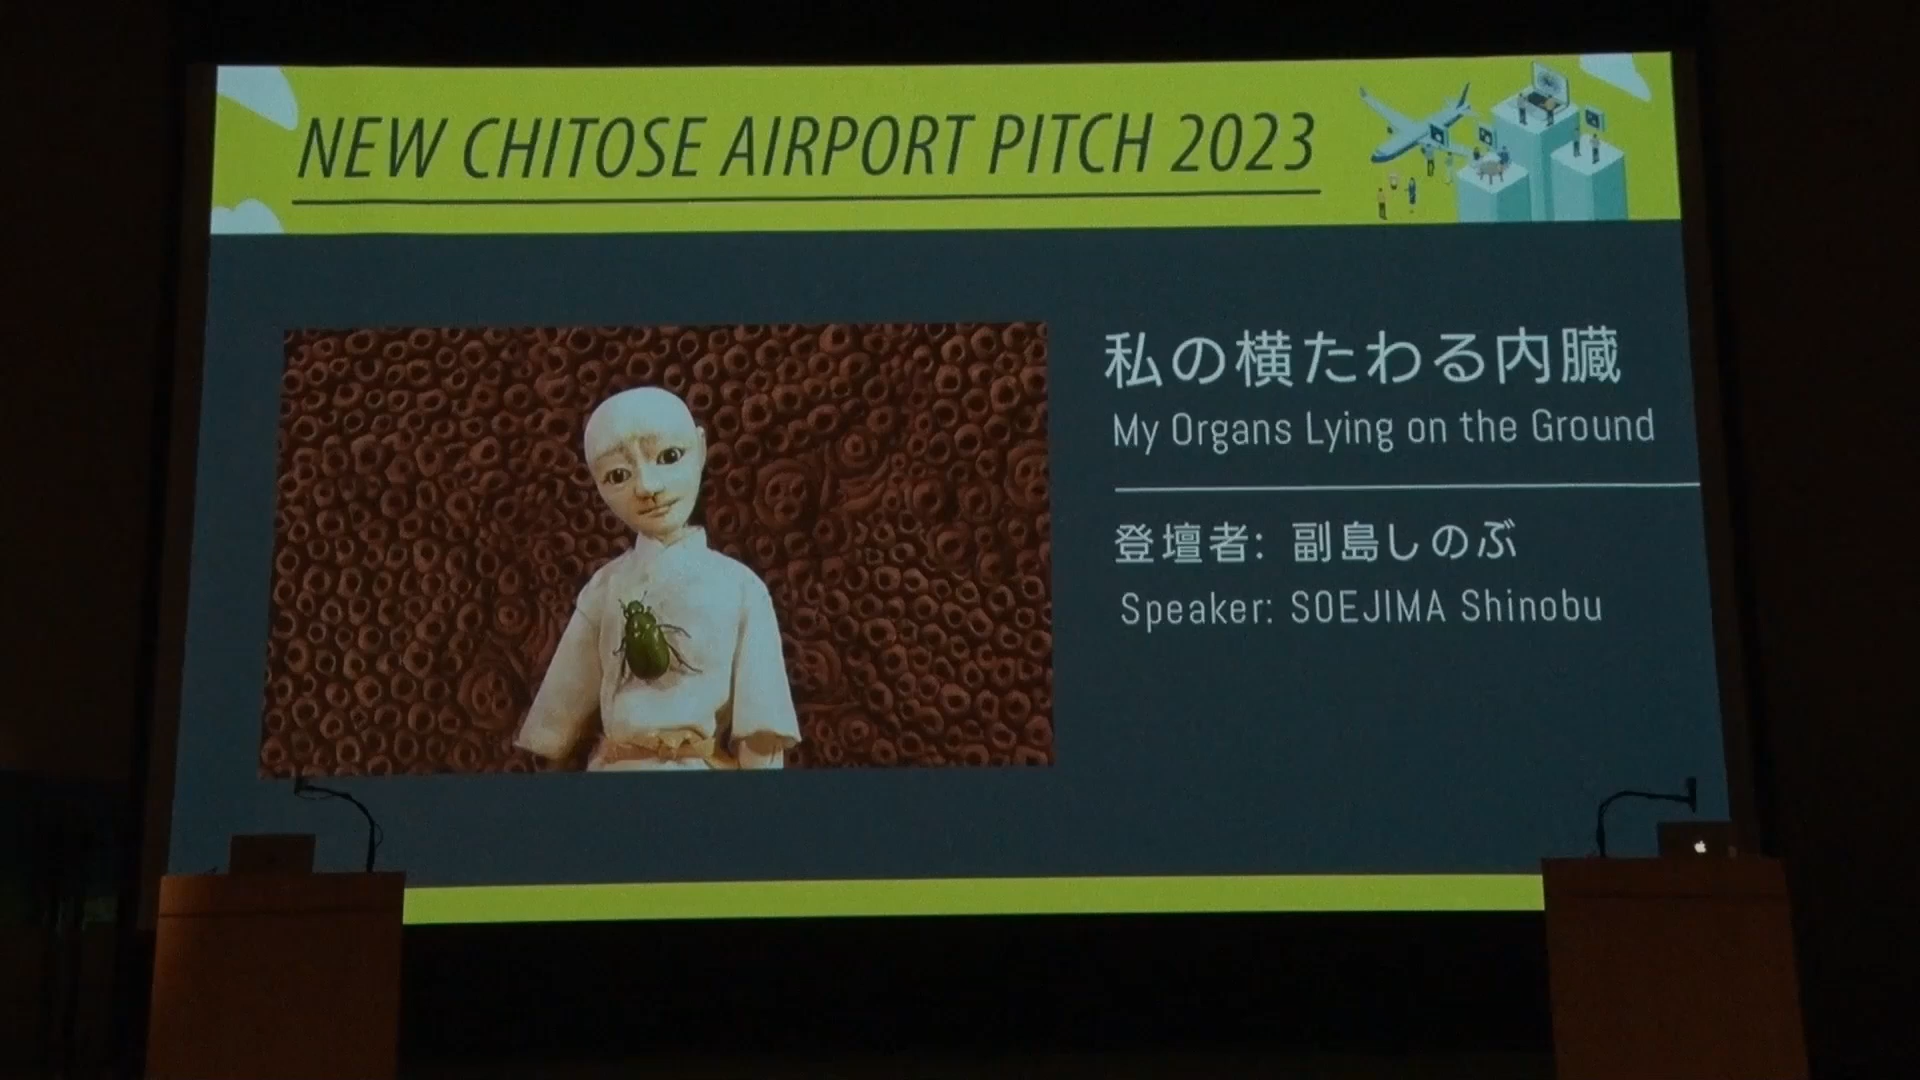 NEW CHITOSE AIRPORT PITCH 2023
私の横たわる内臓
My Organs Lying on the Ground
登壇者: 副島しのぶ
Speaker: SOEJIMA Shinobu